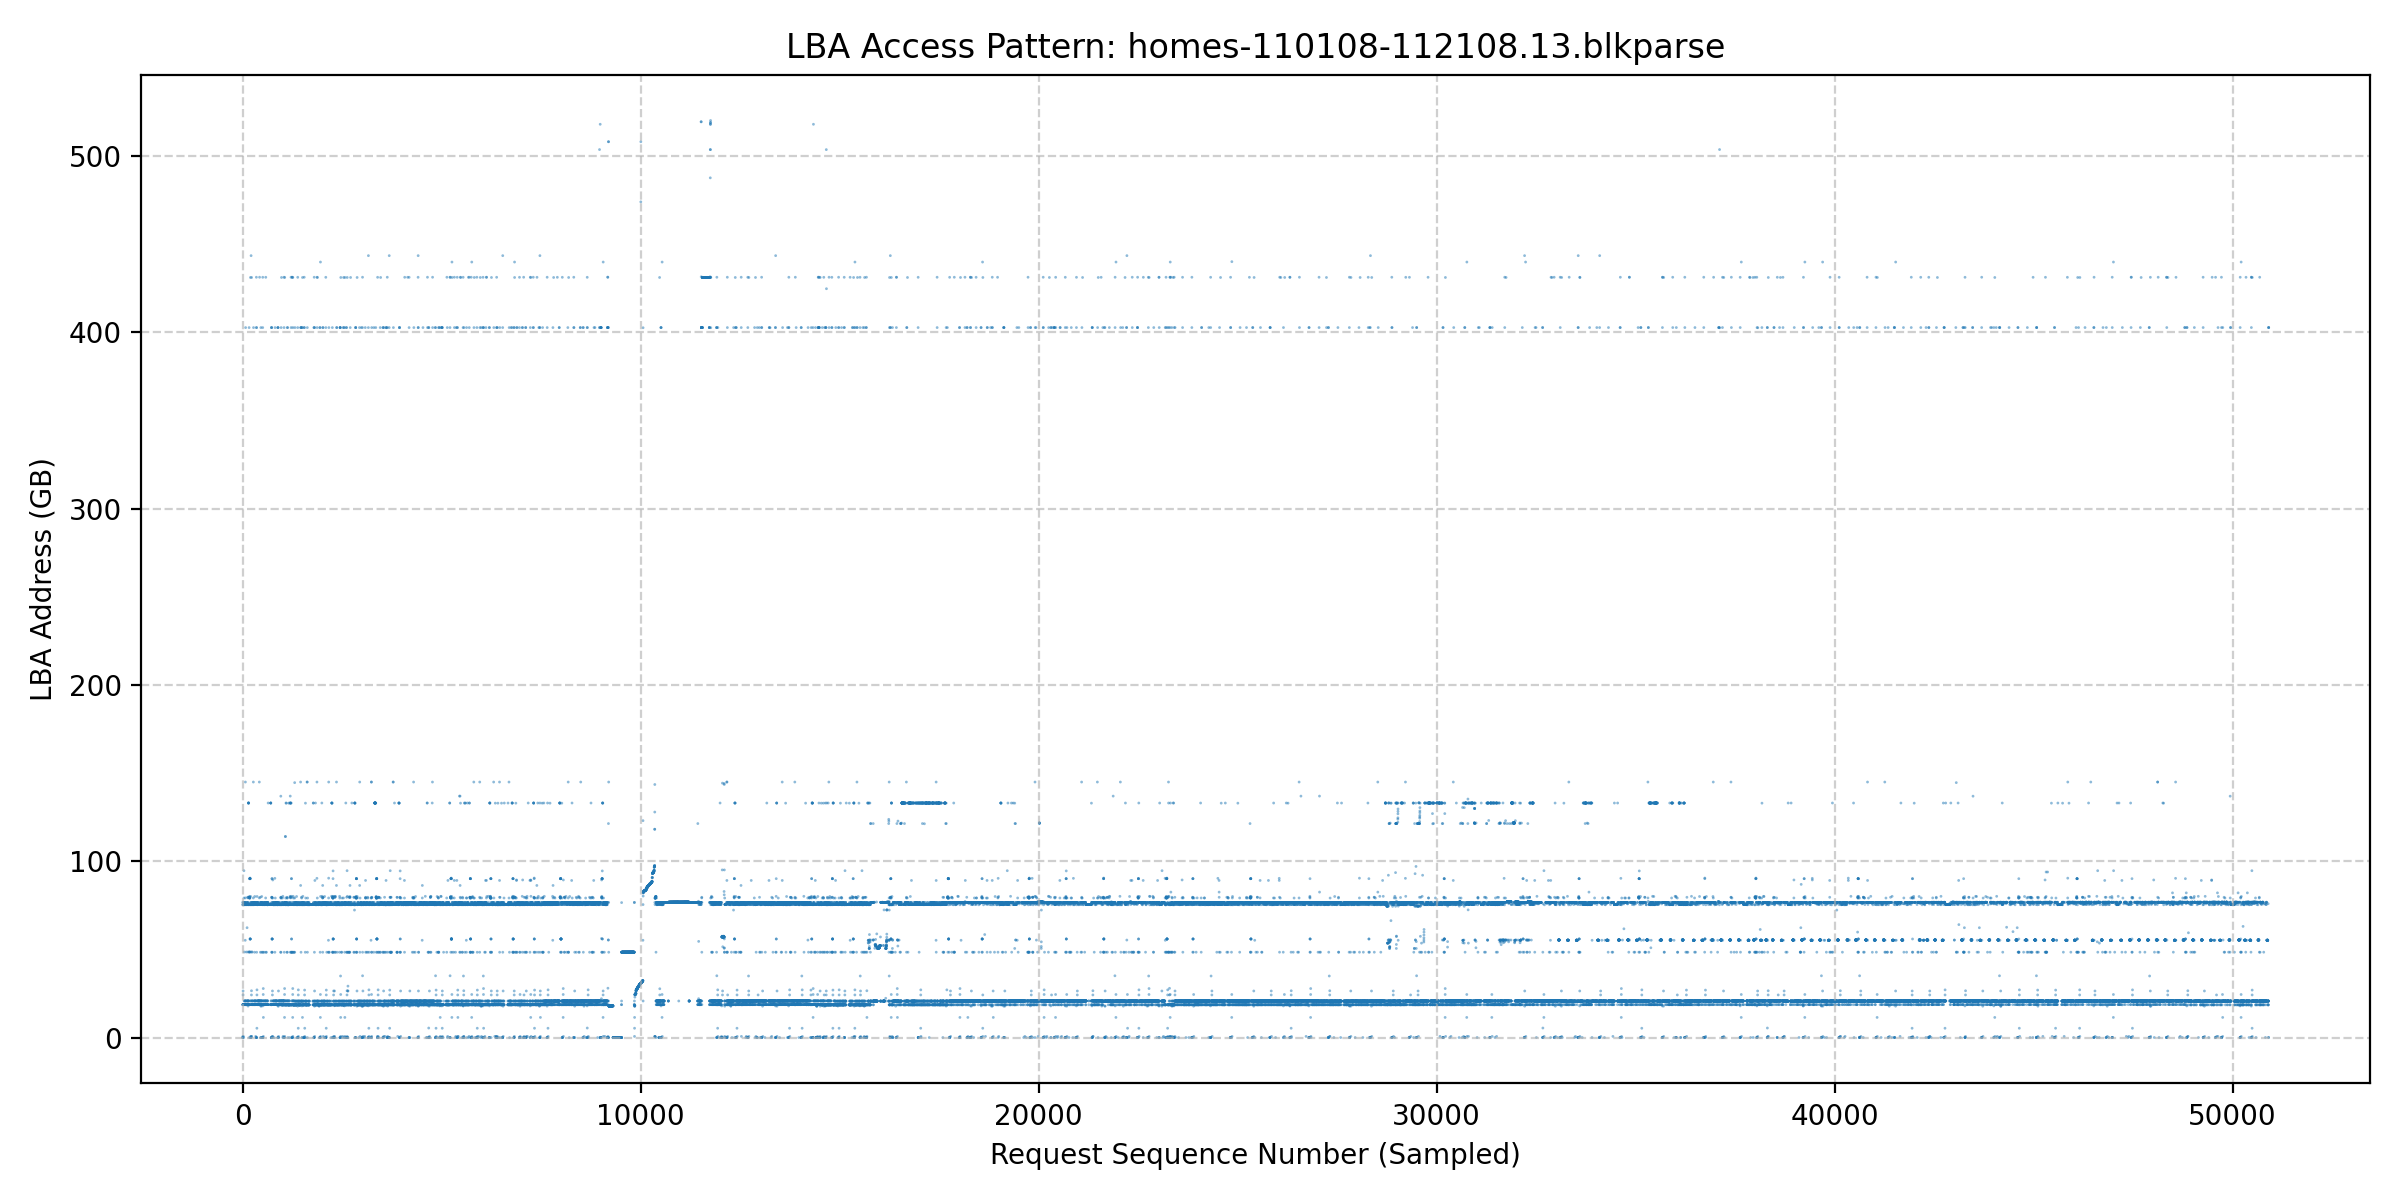 LBA Access Pattern: homes-110108-112108.13.blkparse
LBA Address (GB)
500
400
300
200
100
0
0 10000 20000 30000 40000 50000
Request Sequence Number (Sampled)